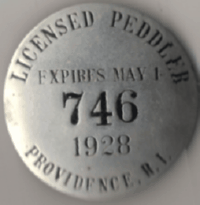 LICENSED PEDDLER
EXPIRES MAY 1
746
1928
PROVIDENCE, R.I.